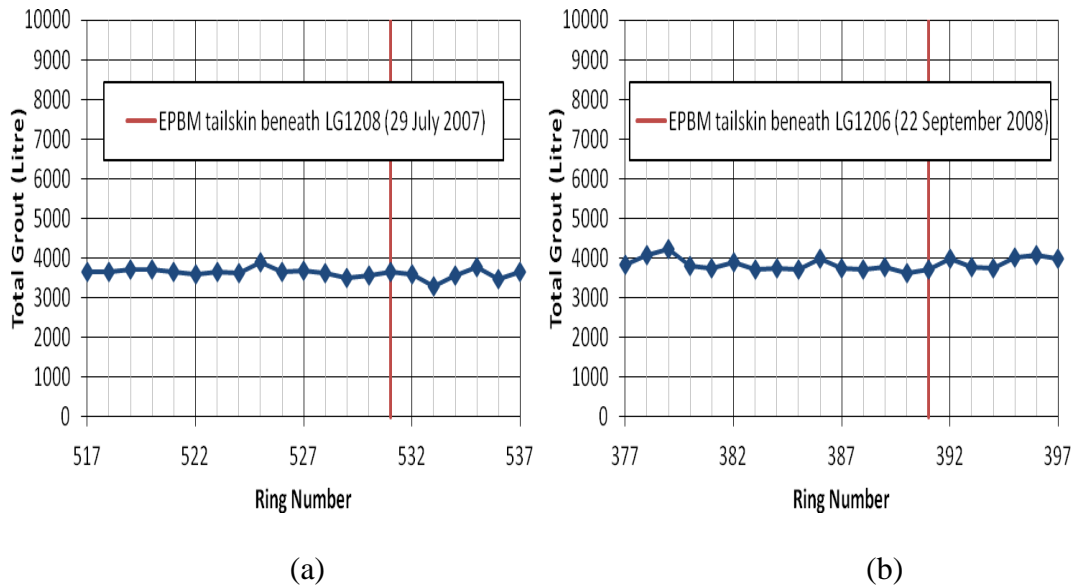 10000
9000
8000
7000
6000
5000
4000
3000
2000
1000
0
Total Grout (Litre)
EPBM tailskin beneath LG1208 (29 July 2007)
517 522 527 532 537
Ring Number
(a)
10000
9000
8000
7000
6000
5000
4000
3000
2000
1000
0
Total Grout (Litre)
EPBM tailskin beneath LG1206 (22 September 2008)
377 382 387 392 397
Ring Number
(b)